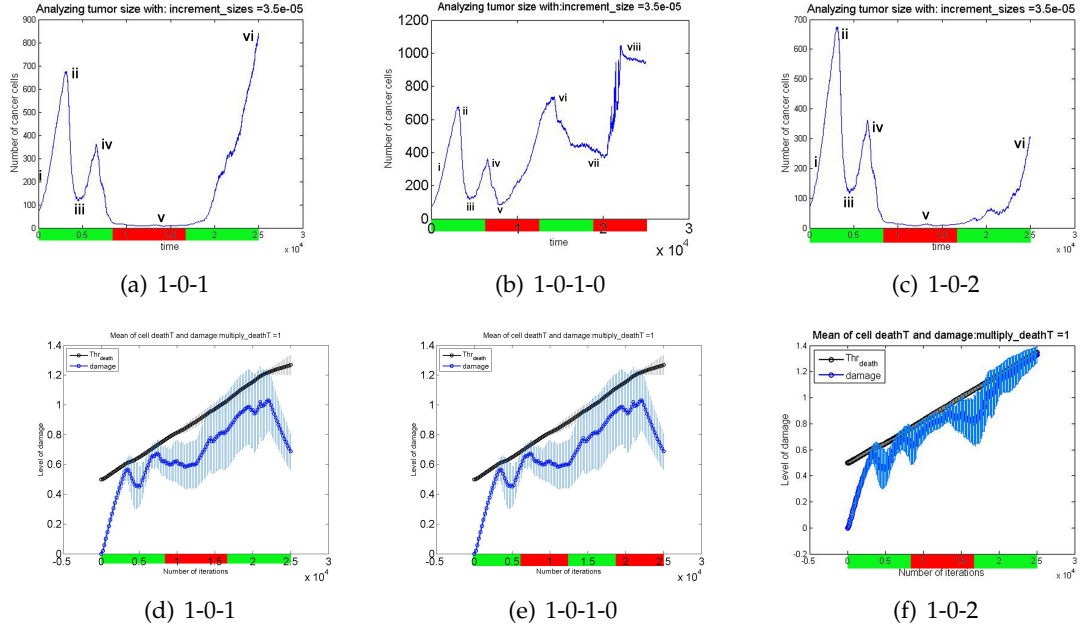 Analyzing tumor size with: increment_sizes =3.5e-05
Number of cancer cells
900
800
700
600
500
400
300
200
100
0
i
ii
iii
iv
v
vi
0
0.5
1
1.5
2
2.5
3
time
x 10^4
(a) 1-0-1
Analyzing tumor size with:increment_size =3.5e-05
Number of cancer cells
1200
1000
800
600
400
200
0
i
ii
iii
iv
v
vi
vii
viii
0
1
2
3
time
x 10^4
(b) 1-0-1-0
Analyzing tumor size with: increment_sizes =3.5e-05
Number of cancer cells
700
600
500
400
300
200
100
0
i
ii
iii
iv
v
vi
0
0.5
1
1.5
2
2.5
3
time
x 10^4
(c) 1-0-2
Mean of cell deathT and damage:multiply_deathT =1
Level of damage
1.4
1.2
1
0.8
0.6
0.4
0.2
0
Thr_death
damage
-0.5
0
0.5
1
1.5
2
2.5
3
Number of iterations
x 10^4
(d) 1-0-1
Mean of cell deathT and damage:multiply_deathT =1
Level of damage
1.4
1.2
1
0.8
0.6
0.4
0.2
0
Thr_death
damage
-0.5
0
0.5
1
1.5
2
2.5
3
Number of iterations
x 10^4
(e) 1-0-1-0
Mean of cell deathT and damage:multiply_deathT =1
Level of damage
1.4
1.2
1
0.8
0.6
0.4
0.2
0
-0.2
Thr_death
damage
-0.5
0
0.5
1
1.5
2
2.5
3
Number of iterations
x 10^4
(f) 1-0-2